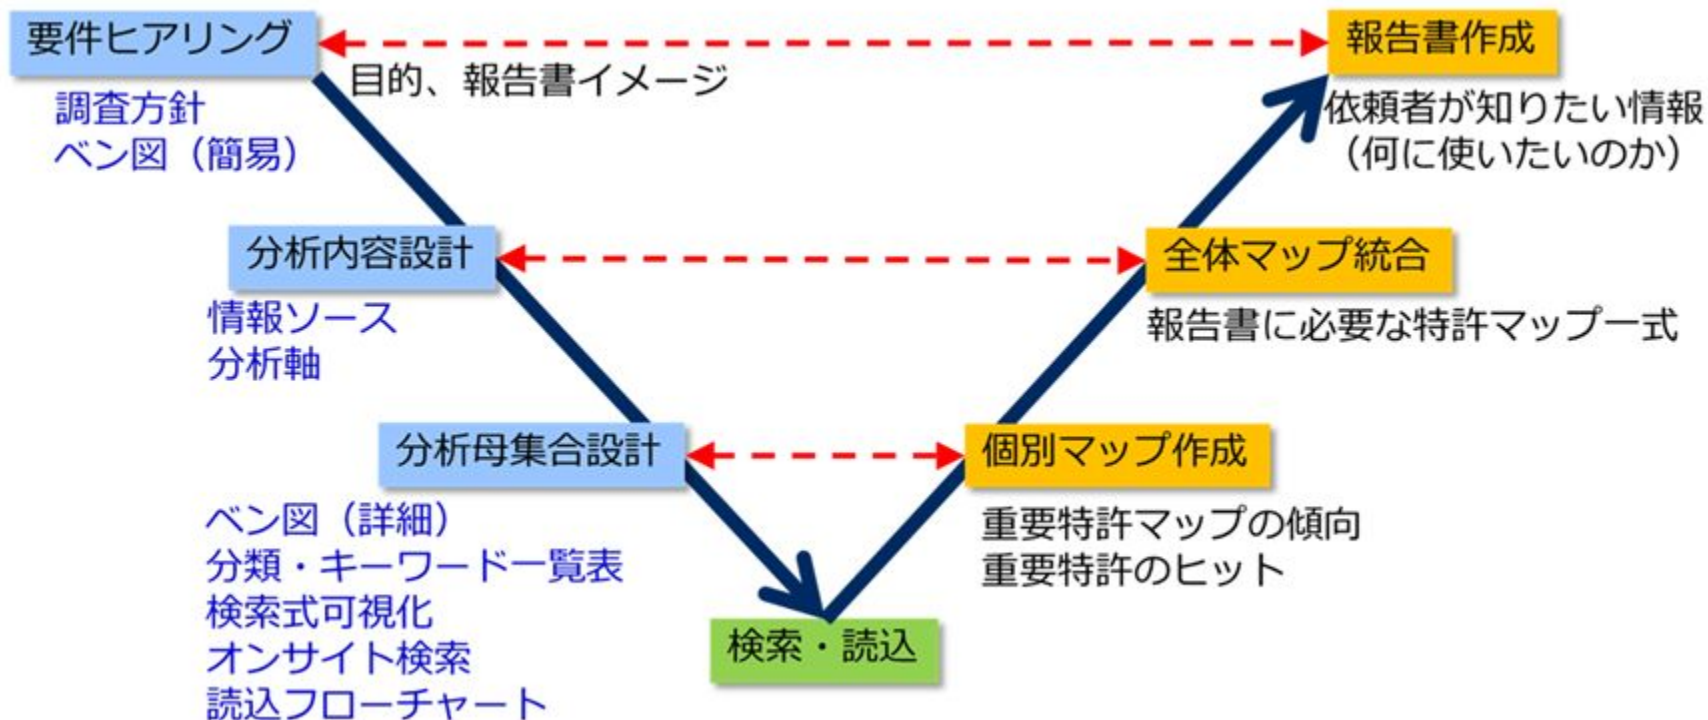 要件ヒアリング
報告書作成
目的、報告書イメージ
調査方針
ベン図（簡易）
依頼者が知りたい情報
（何に使いたいのか）
分析内容設計
全体マップ統合
情報ソース
分析軸
報告書に必要な特許マップ一式
分析母集合設計
個別マップ作成
ベン図（詳細）
分類・キーワード一覧表
検索式可視化
オンサイト検索
読込フローチャート
重要特許マップの傾向
重要特許のヒット
検索・読込